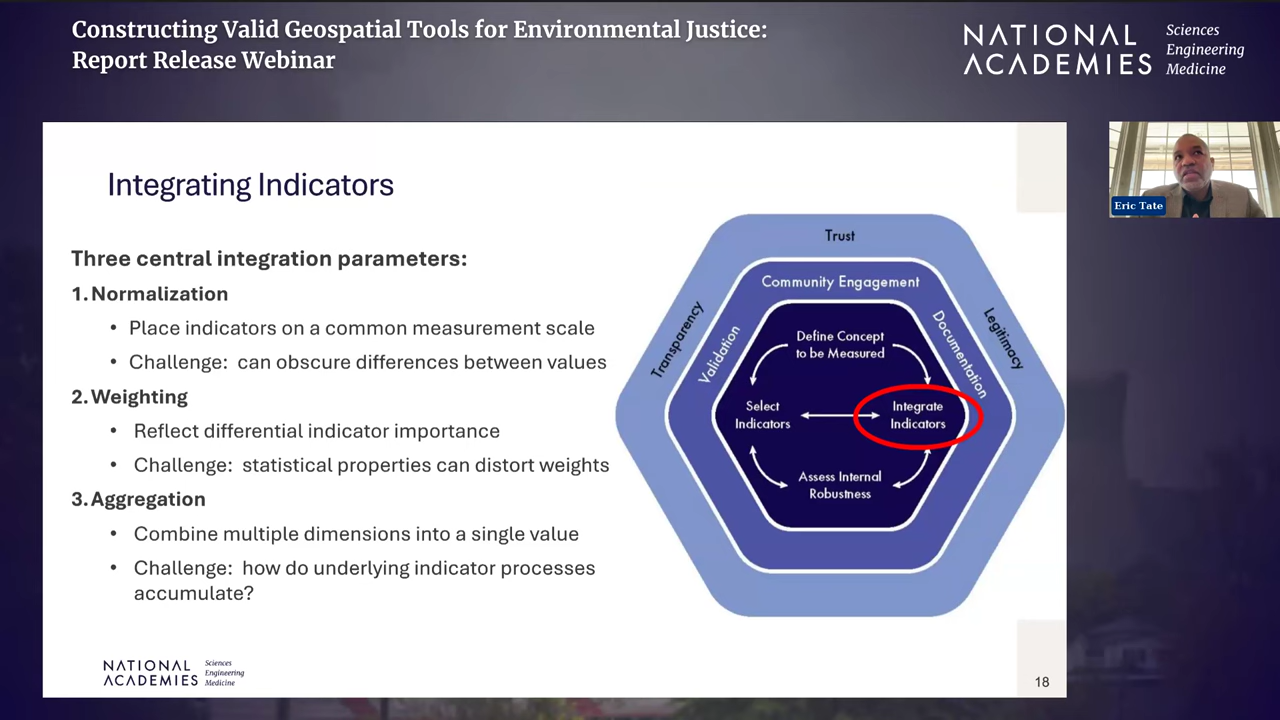 Constructing Valid Geospatial Tools for Environmental Justice:
Report Release Webinar
NATIONAL
ACADEMIES
Sciences
Engineering
Medicine
Eric Tate
Integrating Indicators
Three central integration parameters:
1. Normalization
• Place indicators on a common measurement scale
• Challenge: can obscure differences between values
2. Weighting
• Reflect differential indicator importance
• Challenge: statistical properties can distort weights
3. Aggregation
• Combine multiple dimensions into a single value
• Challenge: how do underlying indicator processes
accumulate?
Trust
Transparency
Legitimacy
Community Engagement
Validation
Documentation
Define Concept
to be Measured
Select
Indicators
Integrate
Indicators
Assess Internal
Robustness
NATIONAL
ACADEMIES
Sciences
Engineering
Medicine
18